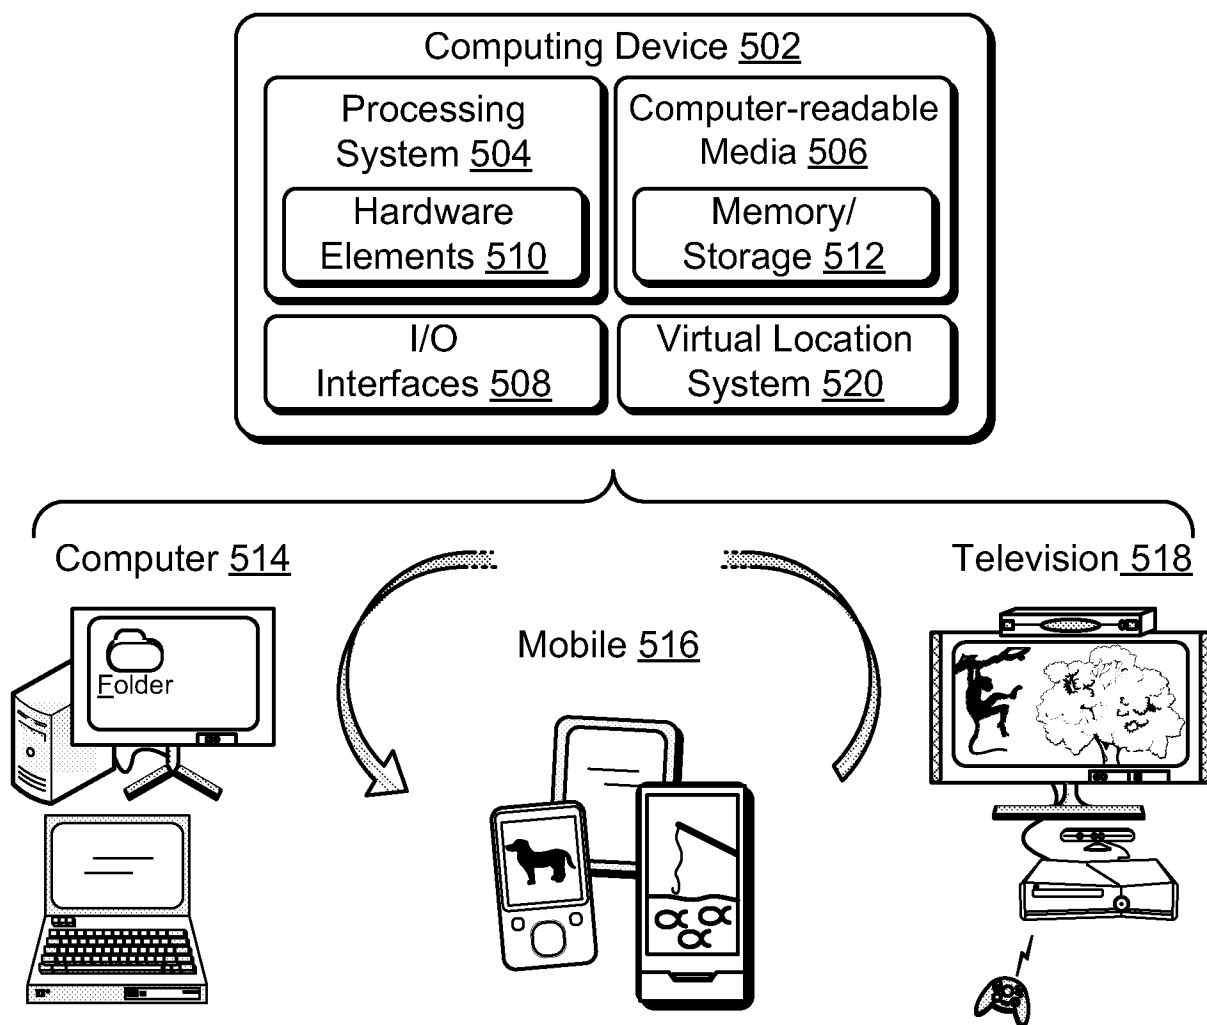 Computing Device 502
Processing
System 504
Computer-readable
Media 506
Hardware
Elements 510
Memory/
Storage 512
I/O
Interfaces 508
Virtual Location
System 520
Computer 514
Television 518
Mobile 516
Folder